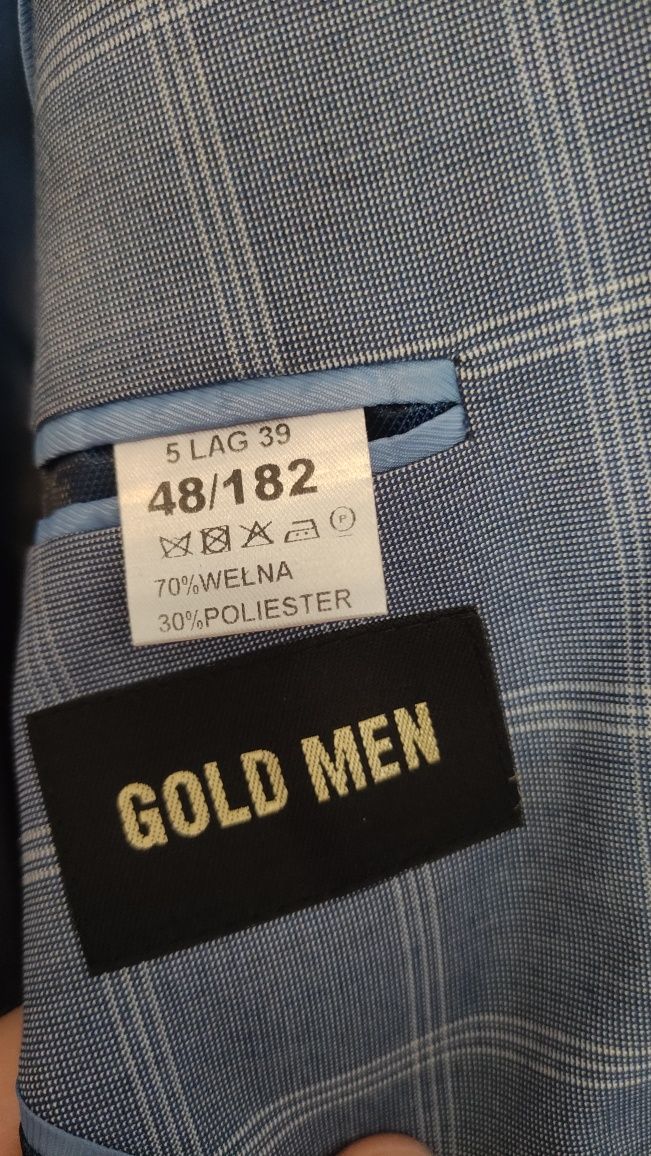 5 LAG 39
48/182
P
70%WEŁNA
30%POLIESTER
GOLD MEN